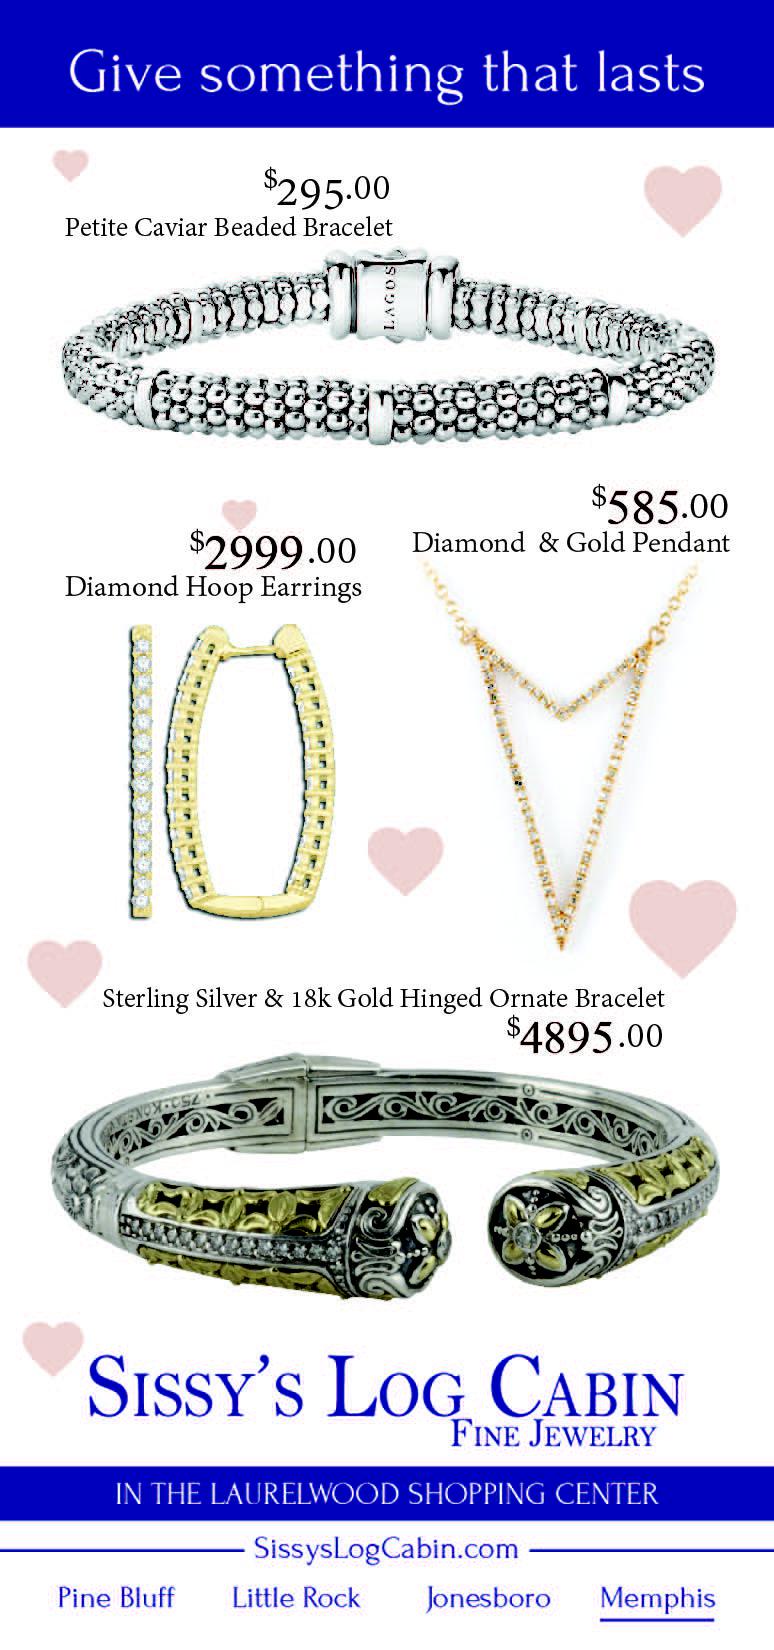 Give something that lasts
$295.00
Petite Caviar Beaded Bracelet
LAGOS
$585.00
Diamond & Gold Pendant
$2999.00
Diamond Hoop Earrings
Sterling Silver & 18k Gold Hinged Ornate Bracelet
$4895.00
SISSY'S LOG CABIN
FINE JEWELRY
IN THE LAURELWOOD SHOPPING CENTER
SissysLogCabin.com
Pine Bluff Little Rock Jonesboro Memphis